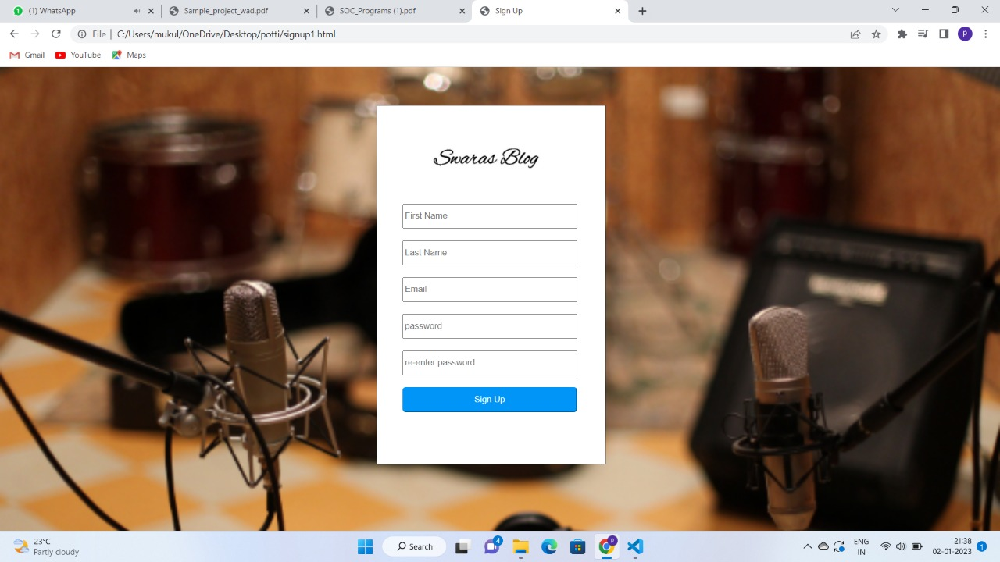 (1) WhatsApp
Sample_project_wad.pdf
SOC_Programs (1).pdf
Sign Up
File
C:/Users/mukul/OneDrive/Desktop/potti/signup1.html
P
Gmail
YouTube
Maps
Swaras Blog
First Name
Last Name
Email
password
re-enter password
Sign Up
23°C
Partly cloudy
Search
4
P
ENG
IN
21:38
02-01-2023
1